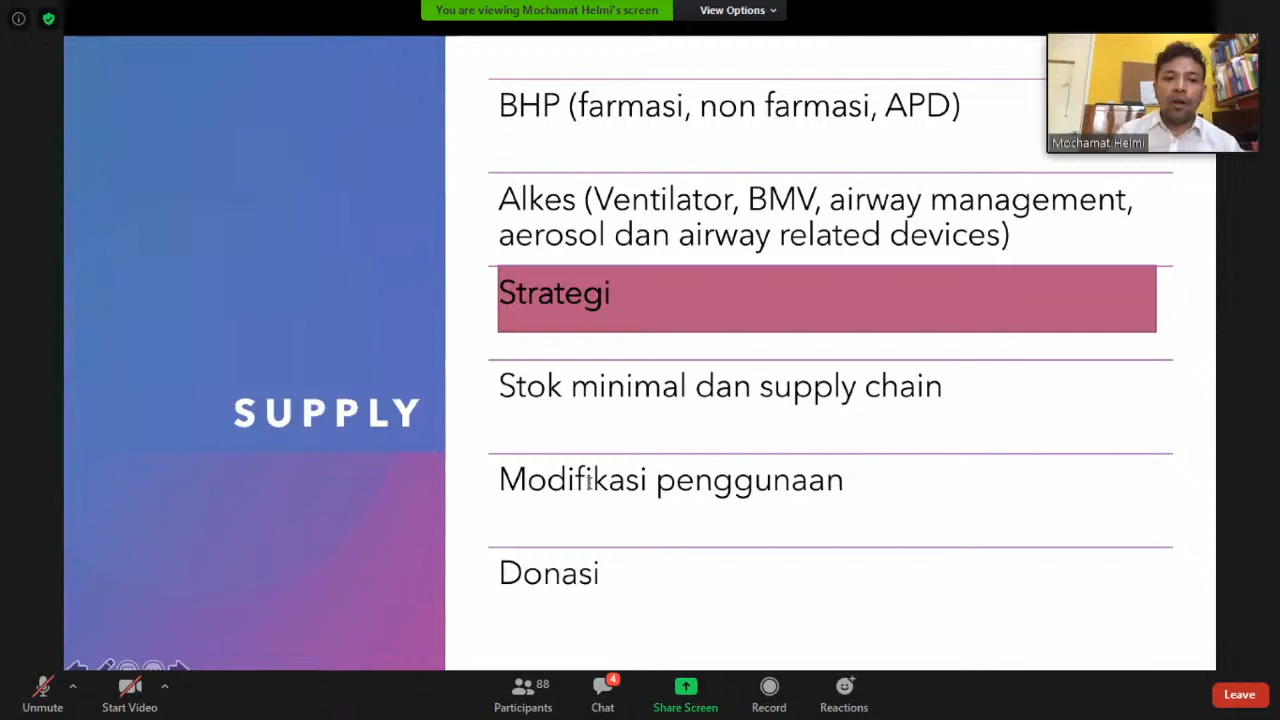 You are viewing Mochamat Helmi's screen
View Options
BHP (farmasi, non farmasi, APD)
Mochamat Helmi
Alkes (Ventilator, BMV, airway management,
aerosol dan airway related devices)
Strategi
Stok minimal dan supply chain
SUPPLY
Modifikasi penggunaan
Donasi
Unmute
Start Video
88
Participants
4
Chat
Share Screen
Record
Reactions
Leave